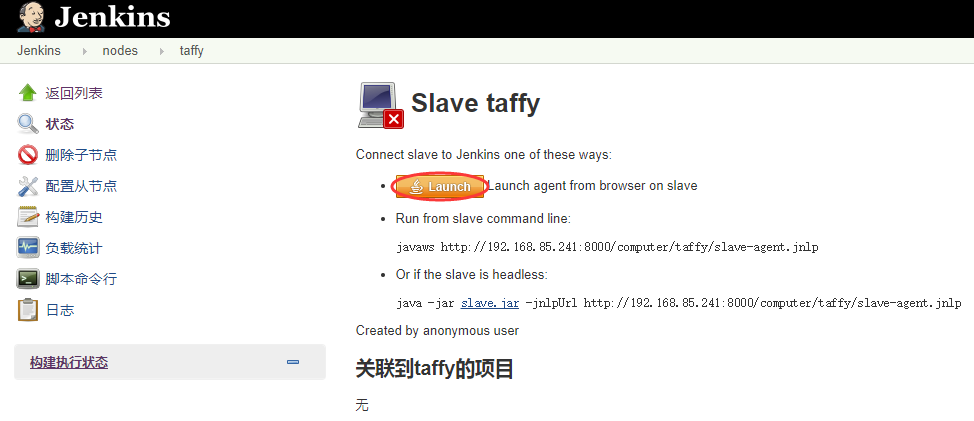 Jenkins
Jenkins nodes taffy
返回列表
状态
删除子节点
配置从节点
构建历史
负载统计
脚本命令行
日志
构建执行状态
Slave taffy
Connect slave to Jenkins one of these ways:
Launch Launch agent from browser on slave
Run from slave command line:
javaws http://192.168.85.241:8000/computer/taffy/slave-agent.jnlp
Or if the slave is headless:
java -jar slave.jar -jnlpUrl http://192.168.85.241:8000/computer/taffy/slave-agent.jnlp
Created by anonymous user
关联到taffy的项目
无